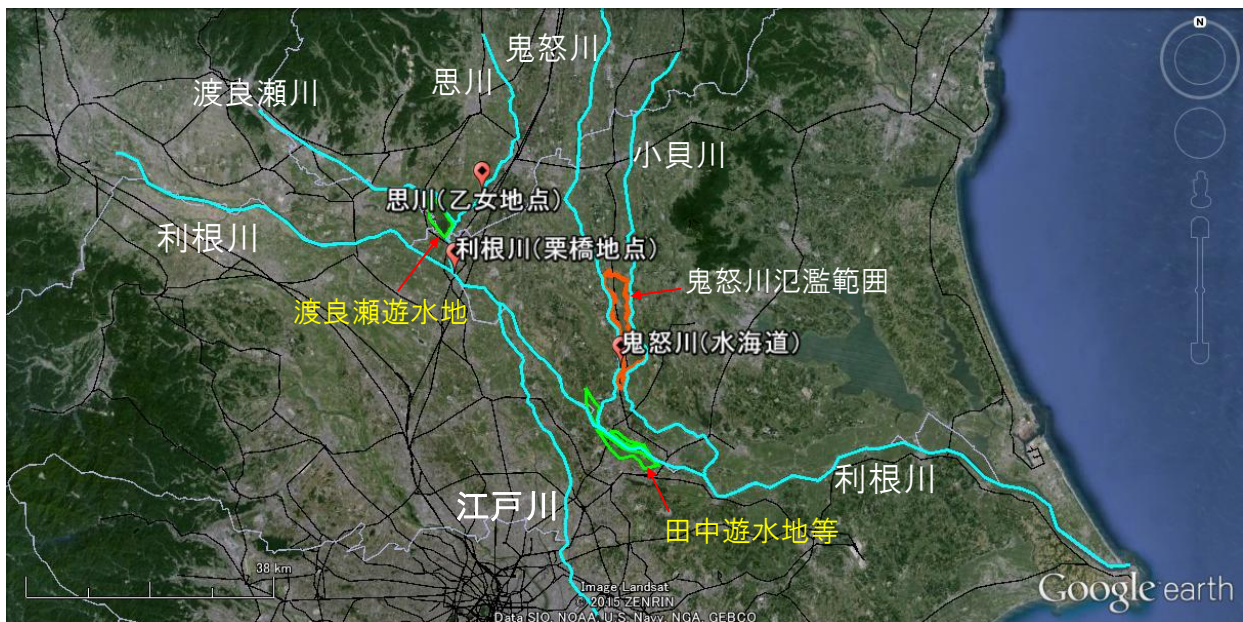 N
鬼怒川
思川
渡良瀬川
小貝川
思川(乙女地点)
利根川
利根川(栗橋地点)
鬼怒川氾濫範囲
渡良瀬遊水地
鬼怒川(水海道)
利根川
江戸川
田中遊水地等
38 km
Image Landsat
© 2015 ZENRIN
Data SIO, NOAA, U.S. Navy, NGA, GEBCO
Google earth